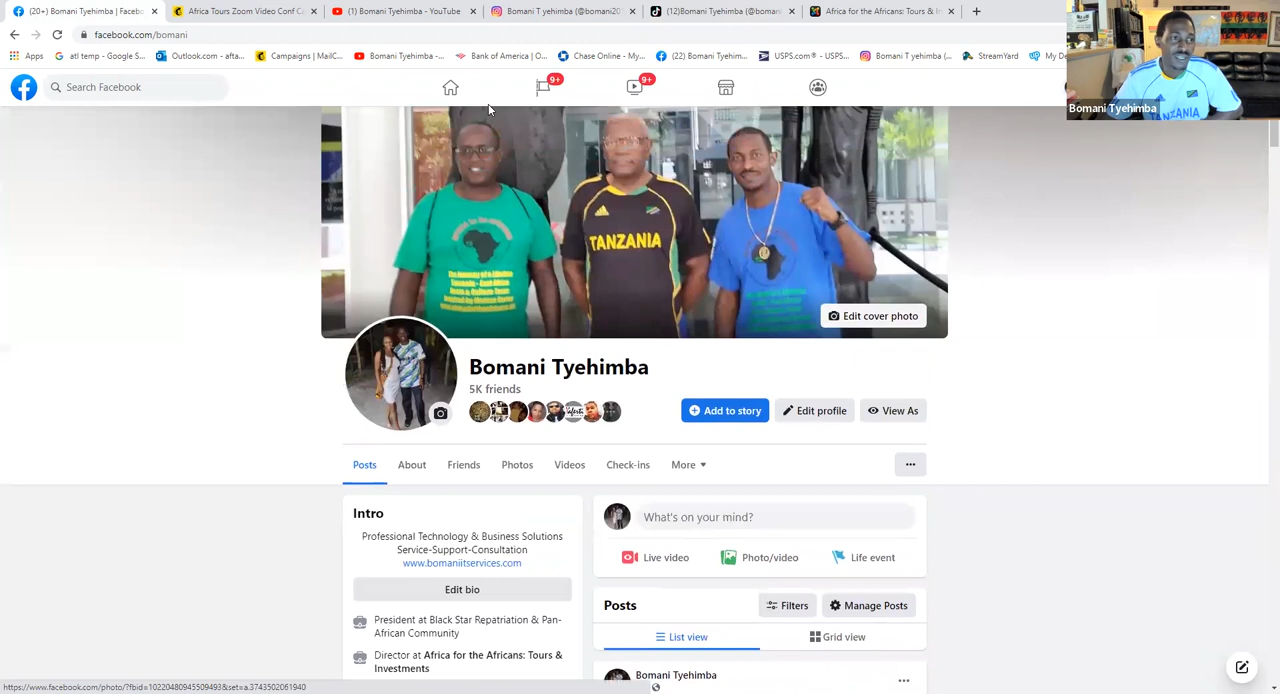 (20+) Bomani Tyehimba | Facebo
Africa Tours Zoom Video Conf C
(1) Bomani Tyehimba - YouTube
Bomani T yehimba (@bomani20
(12)Bomani Tyehimba (@boman
Africa for the Africans: Tours & I
facebook.com/bomani
Apps
atl temp - Google S...
Outlook.com - afta...
Campaigns | MailC...
Bomani Tyehimba -...
Bank of America | O...
Chase Online - My...
(22) Bomani Tyehim...
USPS.com® - USPS...
Bomani T yehimba (...
StreamYard
My De
Bomani Tyehimba
TANZANIA
Search Facebook
9+
9+
TANZANIA
Edit cover photo
Bomani Tyehimba
5K friends
Add to story
Edit profile
View As
Posts
About
Friends
Photos
Videos
Check-ins
More
Intro
Professional Technology & Business Solutions
Service-Support-Consultation
www.bomaniitservices.com
Edit bio
President at Black Star Repatriation & Pan-
African Community
Director at Africa for the Africans: Tours &
Investments
What's on your mind?
Live video
Photo/video
Life event
Posts
Filters
Manage Posts
List view
Grid view
Bomani Tyehimba
https://www.facebook.com/photo/?fbid=10220480945509493&set=a.3743502061940